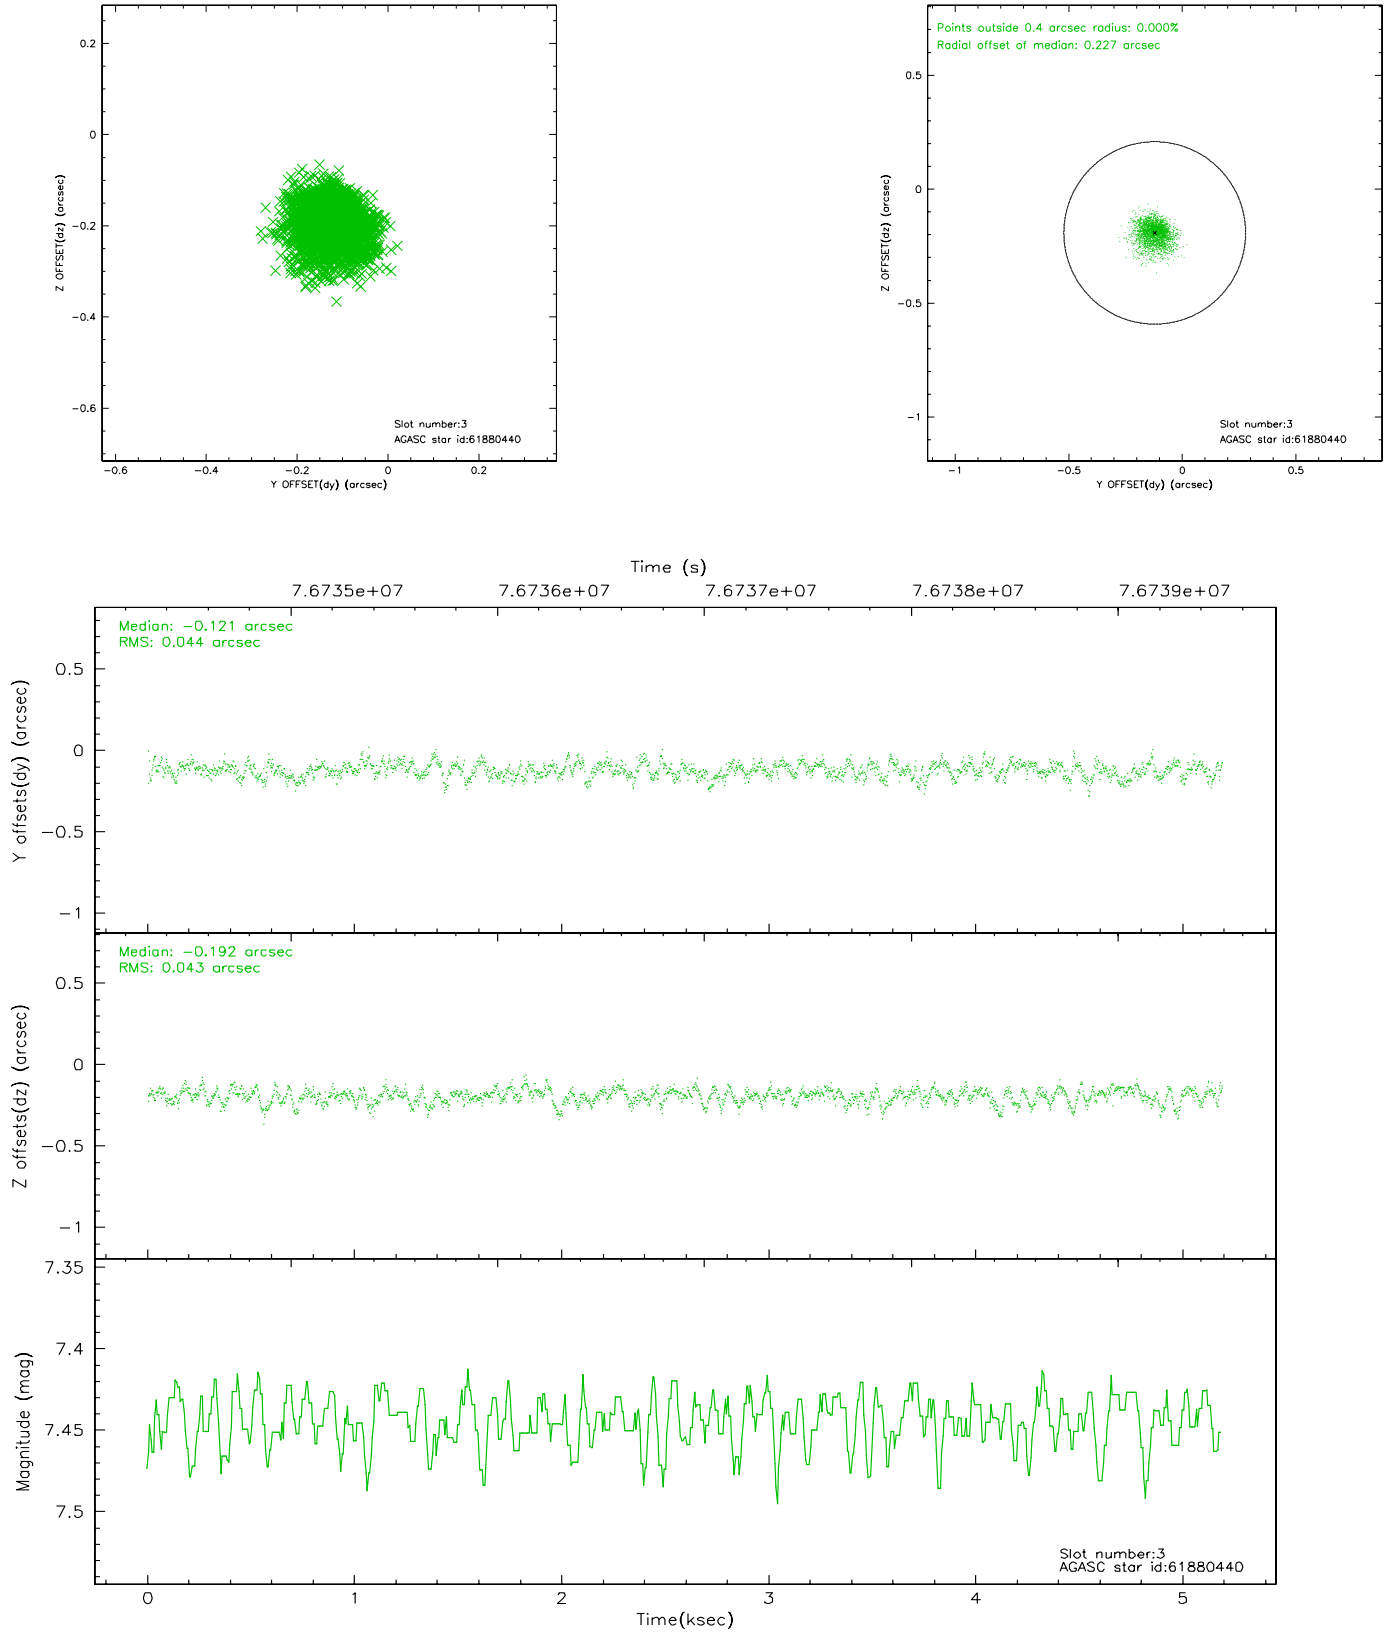 0.2
0
−0.2
−0.4
−0.6
Z OFFSET(dz) (arcsec)
Slot number:3
AGASC star id:61880440
−0.6 −0.4 −0.2 0 0.2
Y OFFSET(dy) (arcsec)
Points outside 0.4 arcsec radius: 0.000%
Radial offset of median: 0.227 arcsec
0.5
0
−0.5
−1
Z OFFSET(dz) (arcsec)
Slot number:3
AGASC star id:61880440
−1 −0.5 0 0.5
Y OFFSET(dy) (arcsec)
Time (s)
7.6735e+07 7.6736e+07 7.6737e+07 7.6738e+07 7.6739e+07
Median: −0.121 arcsec
RMS: 0.044 arcsec
0.5
0
−0.5
−1
Y offsets(dy) (arcsec)
Median: −0.192 arcsec
RMS: 0.043 arcsec
0.5
0
−0.5
−1
Z offsets(dz) (arcsec)
7.35
7.4
7.45
7.5
Magnitude (mag)
Slot number:3
AGASC star id:61880440
0 1 2 3 4 5
Time(ksec)